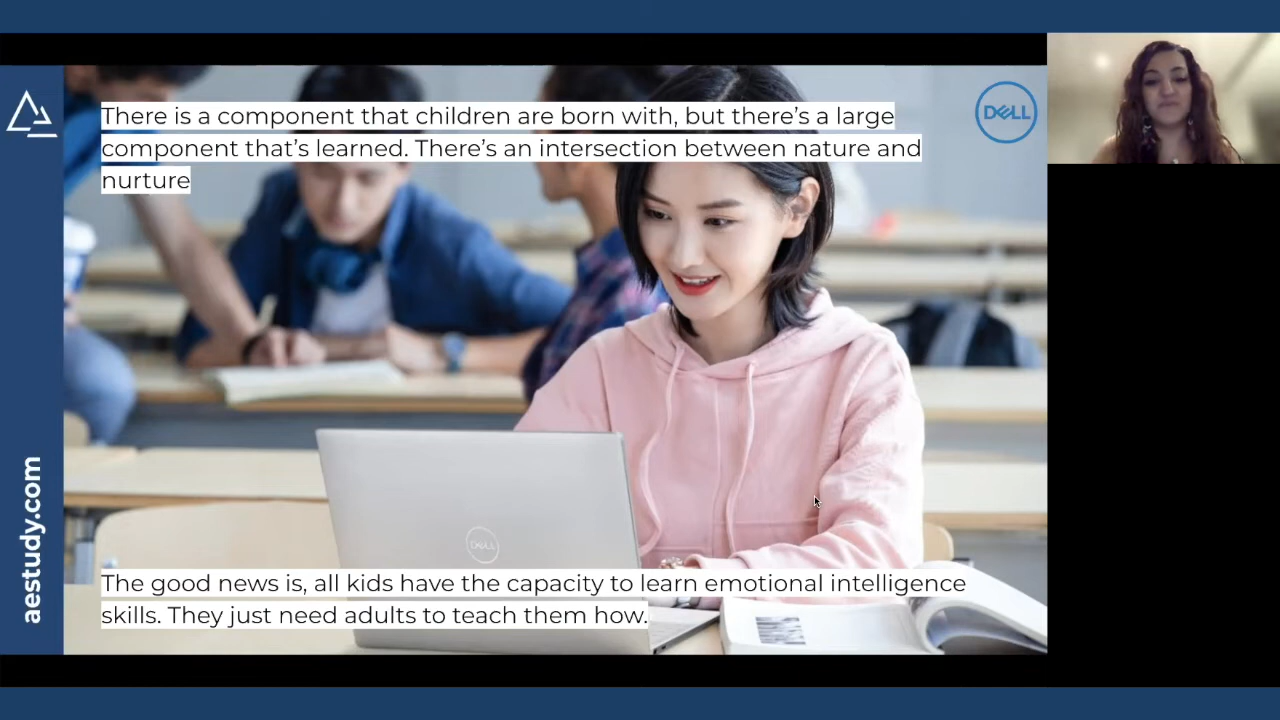 There is a component that children are born with, but there’s a large
component that’s learned. There’s an intersection between nature and
nurture
DELL
aestudy.com
DELL
The good news is, all kids have the capacity to learn emotional intelligence
skills. They just need adults to teach them how.